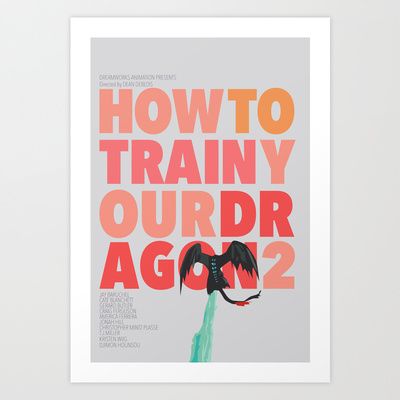 DREAMWORKS ANIMATION PRESENTS
Directed By DEAN DEBLOIS
HOWTO
TRAINY
OURDR
AGON2
JAY BARUCHEL
CATE BLANCHETT
GERARD BUTLER
CRAIG FERGUSON
AMERICA FERRERA
JONAH HILL
CHRISTOPHER MINTZ PLASSE
T.J MILLER
KRISTEN WIIG
DJIMON HOUNSOU